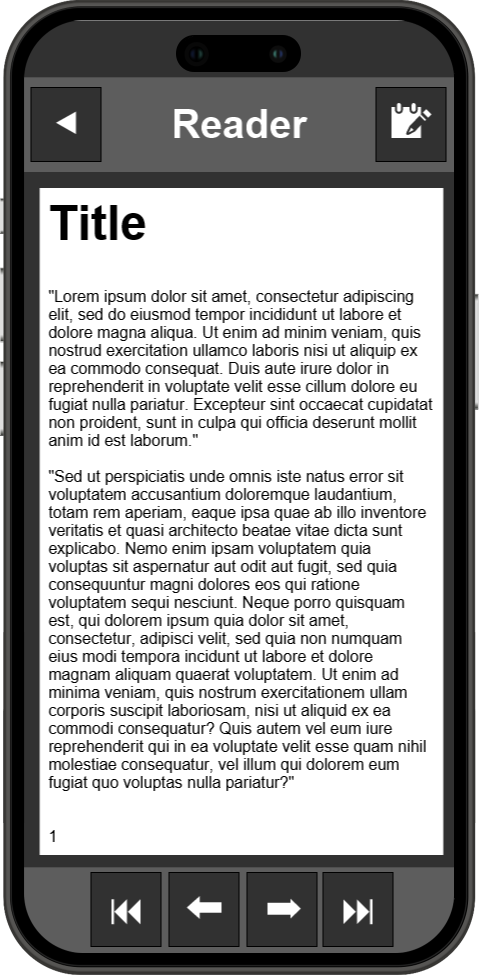 Reader
Title
"Lorem ipsum dolor sit amet, consectetur adipiscing
elit, sed do eiusmod tempor incididunt ut labore et
dolore magna aliqua. Ut enim ad minim veniam, quis
nostrud exercitation ullamco laboris nisi ut aliquip ex
ea commodo consequat. Duis aute irure dolor in
reprehenderit in voluptate velit esse cillum dolore eu
fugiat nulla pariatur. Excepteur sint occaecat cupidatat
non proident, sunt in culpa qui officia deserunt mollit
anim id est laborum."
"Sed ut perspiciatis unde omnis iste natus error sit
voluptatem accusantium doloremque laudantium,
totam rem aperiam, eaque ipsa quae ab illo inventore
veritatis et quasi architecto beatae vitae dicta sunt
explicabo. Nemo enim ipsam voluptatem quia
voluptas sit aspernatur aut odit aut fugit, sed quia
consequuntur magni dolores eos qui ratione
voluptatem sequi nesciunt. Neque porro quisquam
est, qui dolorem ipsum quia dolor sit amet,
consectetur, adipisci velit, sed quia non numquam
eius modi tempora incidunt ut labore et dolore
magnam aliquam quaerat voluptatem. Ut enim ad
minima veniam, quis nostrum exercitationem ullam
corporis suscipit laboriosam, nisi ut aliquid ex ea
commodi consequatur? Quis autem vel eum iure
reprehenderit qui in ea voluptate velit esse quam nihil
molestiae consequatur, vel illum qui dolorem eum
fugiat quo voluptas nulla pariatur?"
1